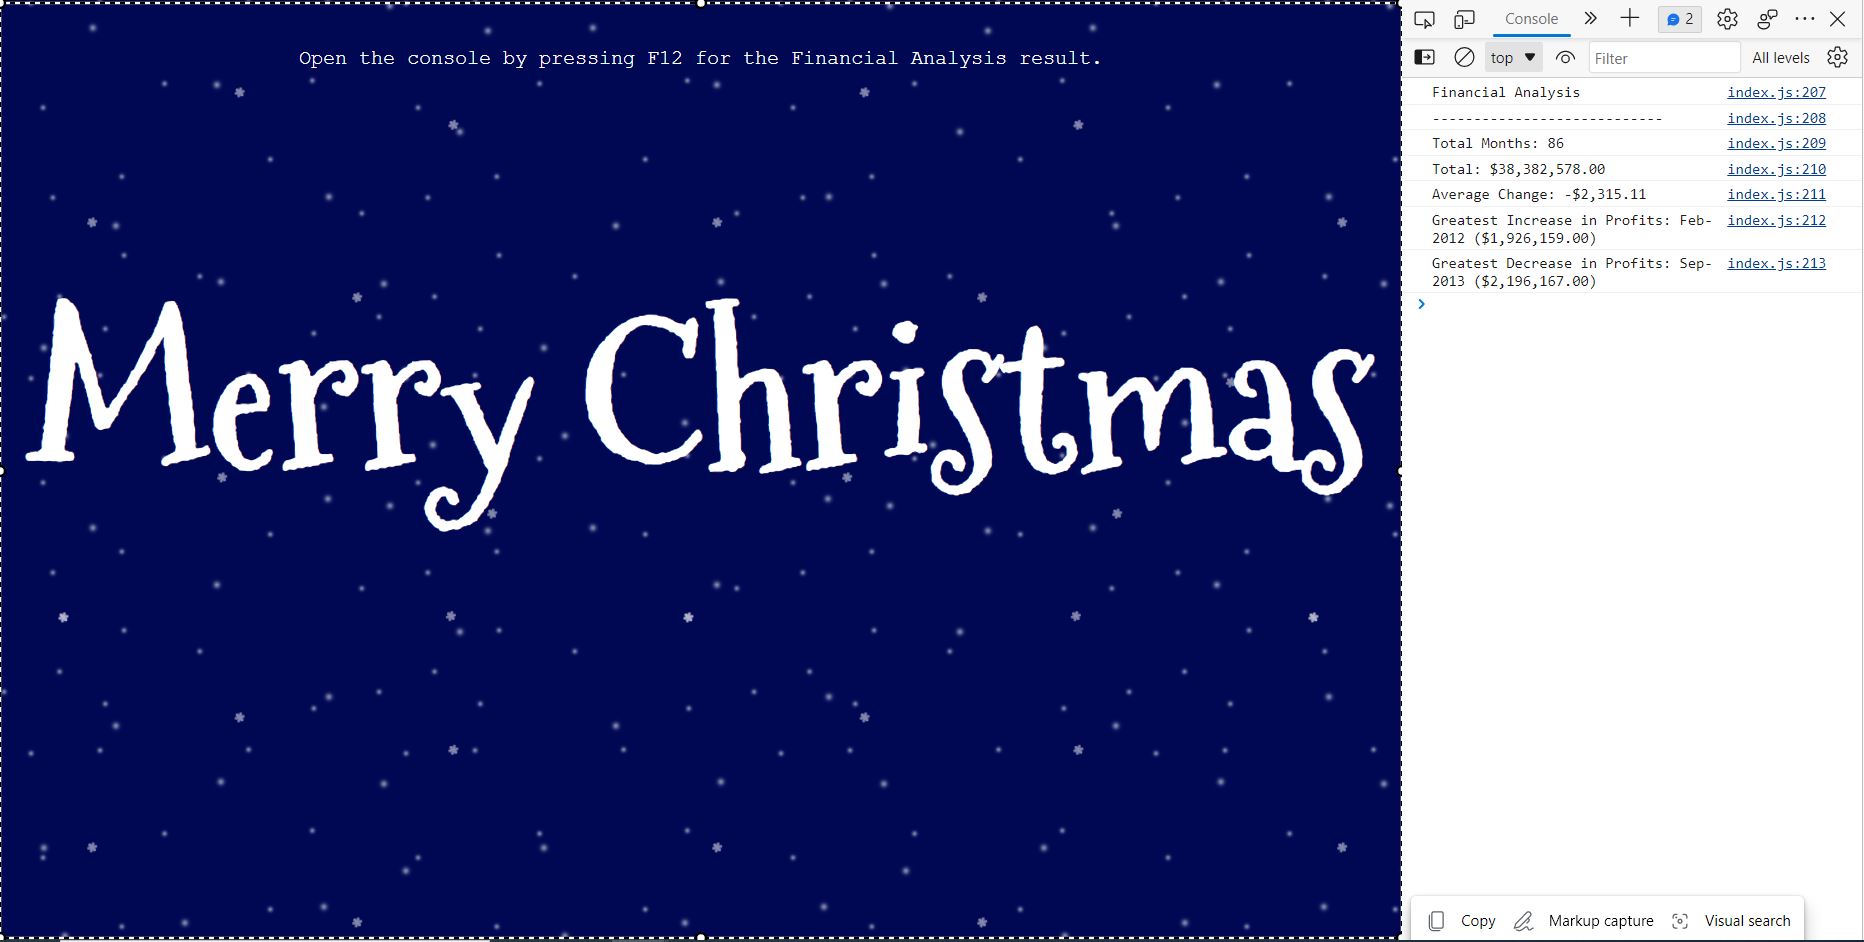 Open the console by pressing F12 for the Financial Analysis result.
Merry Christmas
Console
2
top
Filter
All levels
Financial Analysis index.js:207
---------------------------- index.js:208
Total Months: 86 index.js:209
Total: $38,382,578.00 index.js:210
Average Change: -$2,315.11 index.js:211
Greatest Increase in Profits: Feb- index.js:212
2012 ($1,926,159.00)
Greatest Decrease in Profits: Sep- index.js:213
2013 ($2,196,167.00)
Copy Markup capture Visual search